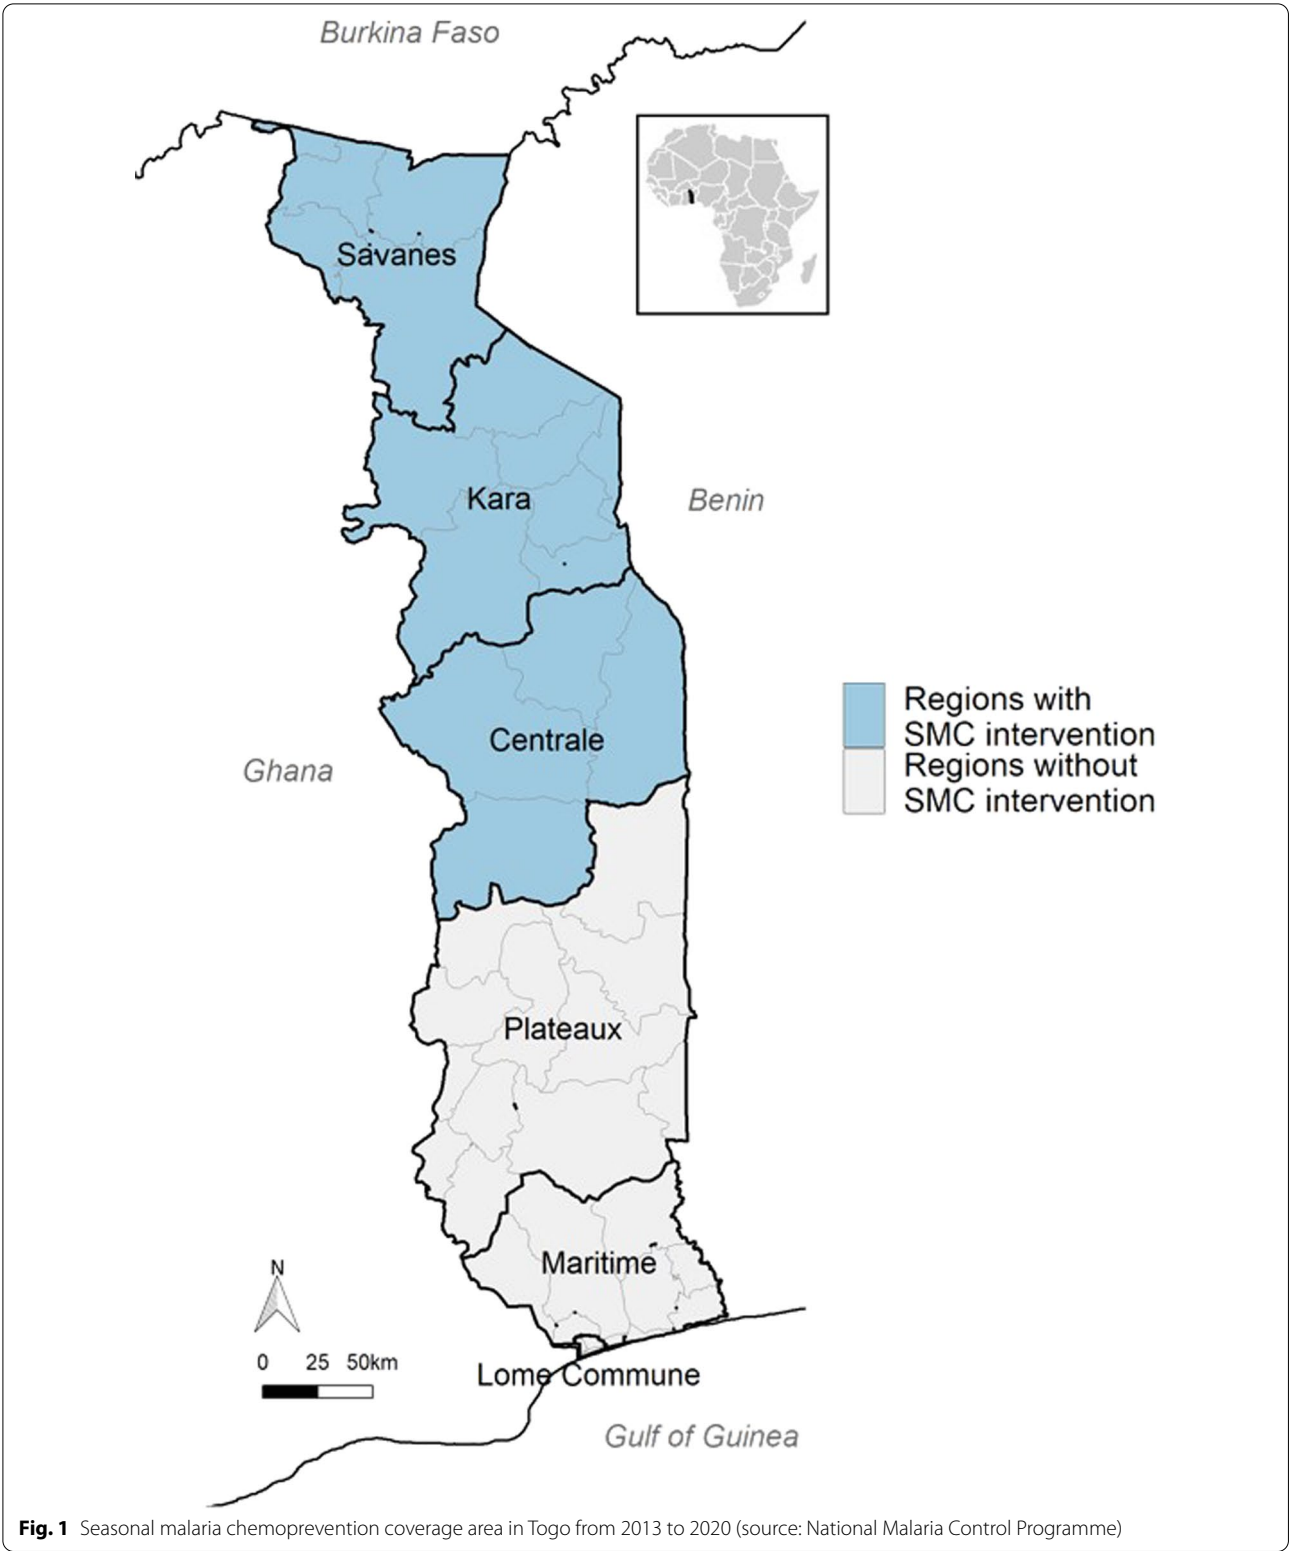 Burkina Faso
Savanes
Kara
Benin
Centrale
Ghana
Regions with
SMC intervention
Regions without
SMC intervention
Plateaux
Maritime
N
0 25 50km
Lome Commune
Gulf of Guinea
Fig. 1 Seasonal malaria chemoprevention coverage area in Togo from 2013 to 2020 (source: National Malaria Control Programme)